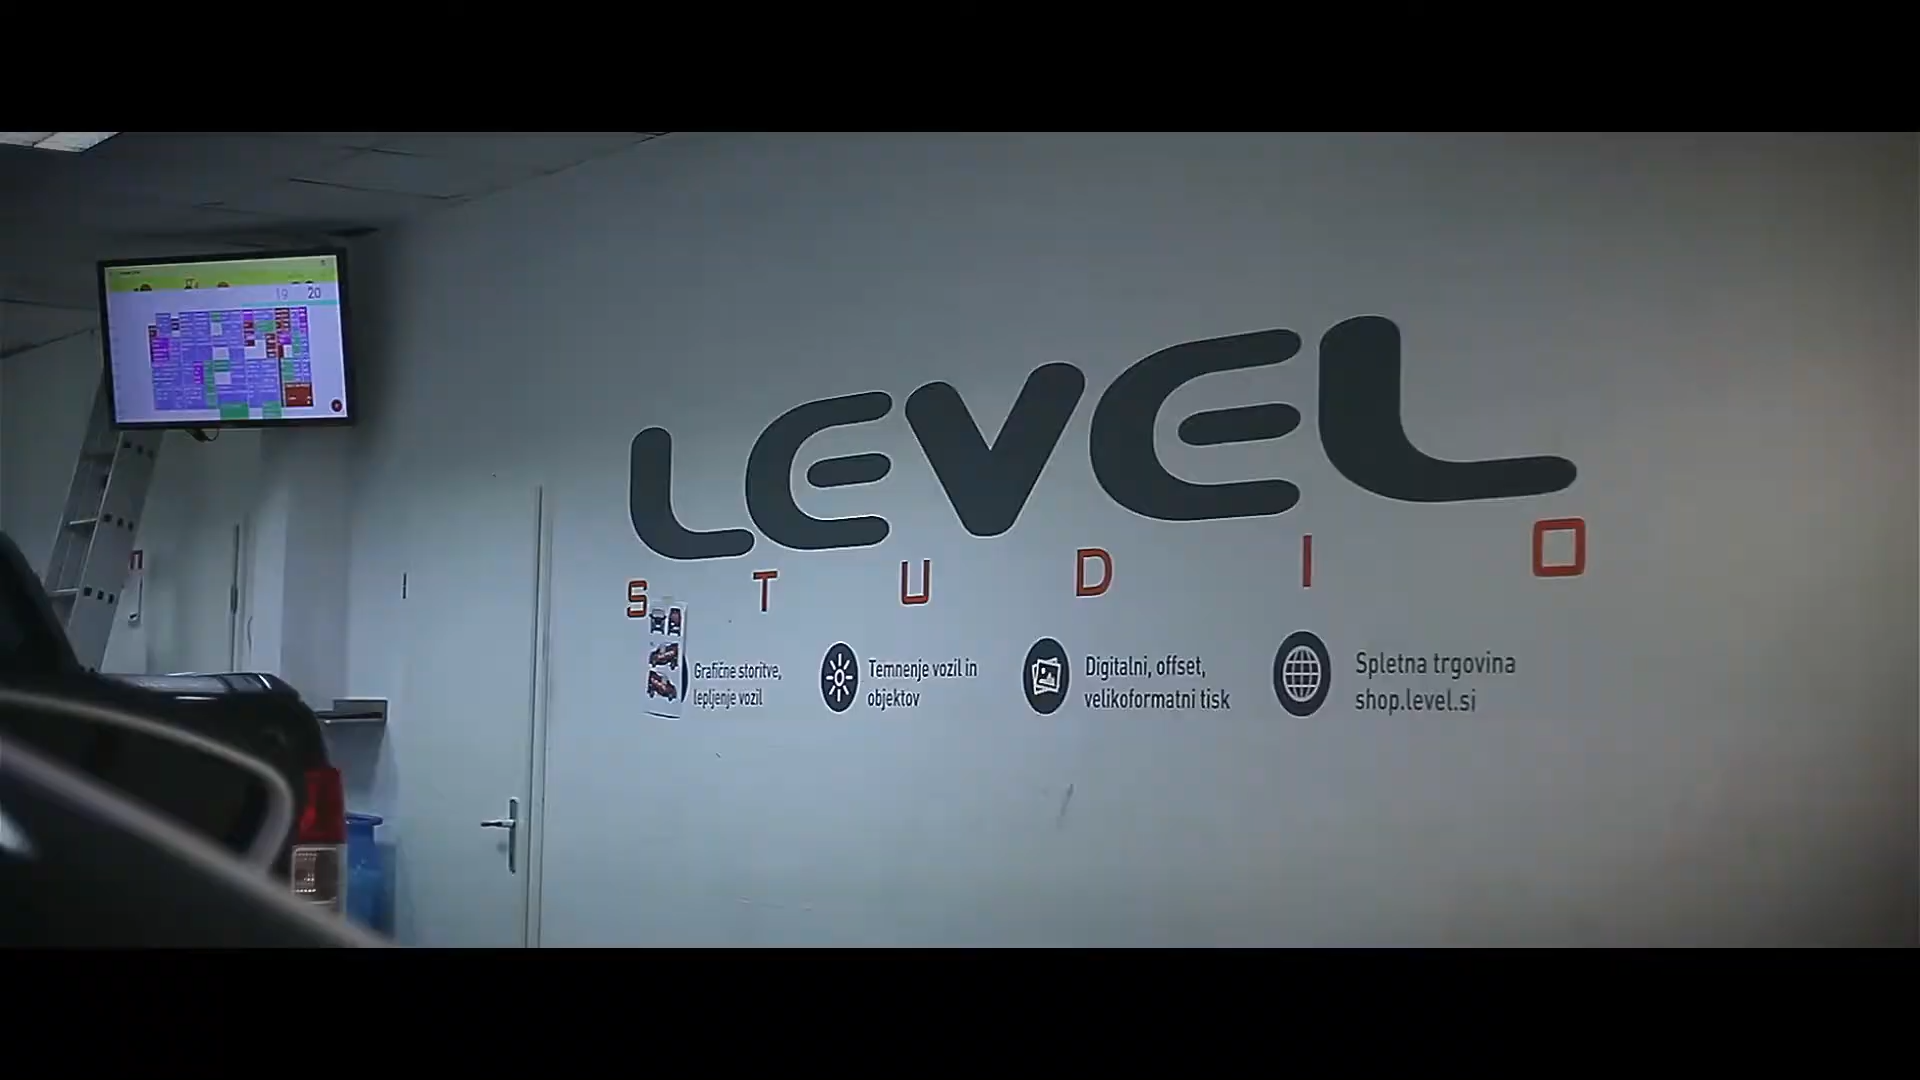 19 20
LEVEL
STUDIO
Grafične storitve,
lepljenje vozil
Temnenje vozil in
objektov
Digitalni, offset,
velikoformatni tisk
Spletna trgovina
shop.level.si